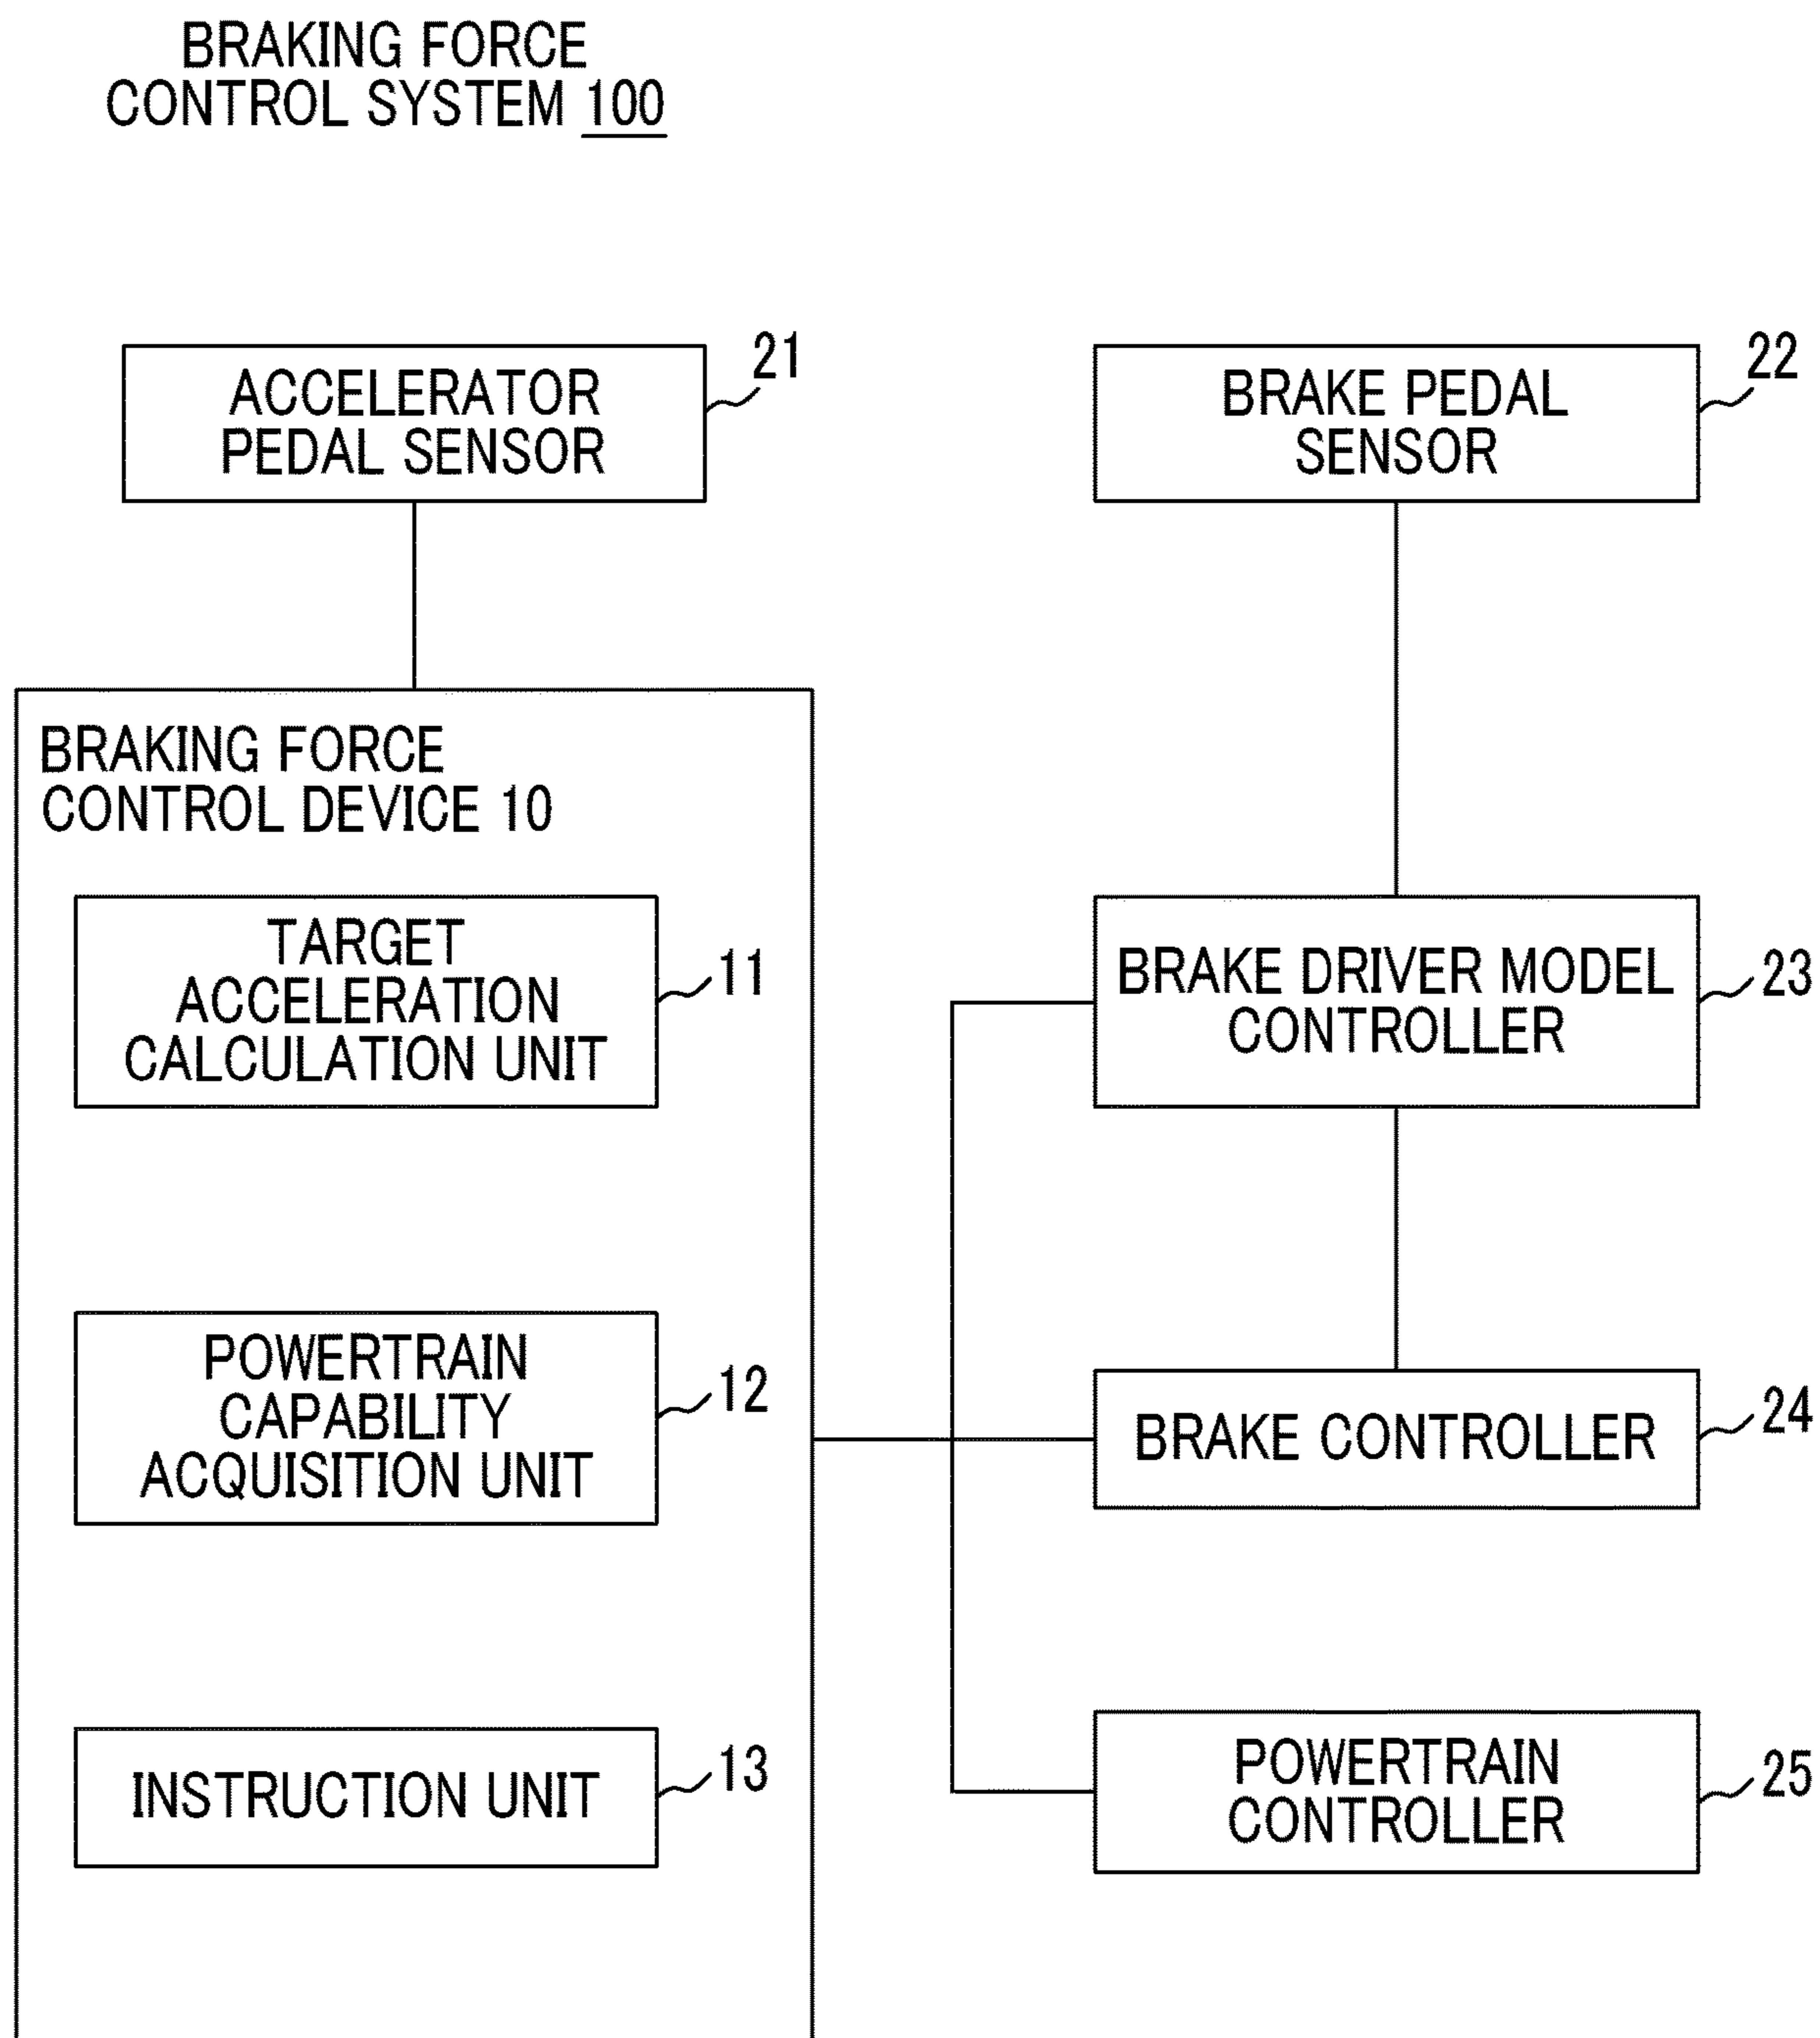 BRAKING FORCE
CONTROL SYSTEM 100
ACCELERATOR
PEDAL SENSOR
21
BRAKE PEDAL
SENSOR
22
BRAKING FORCE
CONTROL DEVICE 10
TARGET
ACCELERATION
CALCULATION UNIT
11
BRAKE DRIVER MODEL
CONTROLLER
23
POWERTRAIN
CAPABILITY
ACQUISITION UNIT
12
BRAKE CONTROLLER
24
INSTRUCTION UNIT
13
POWERTRAIN
CONTROLLER
25